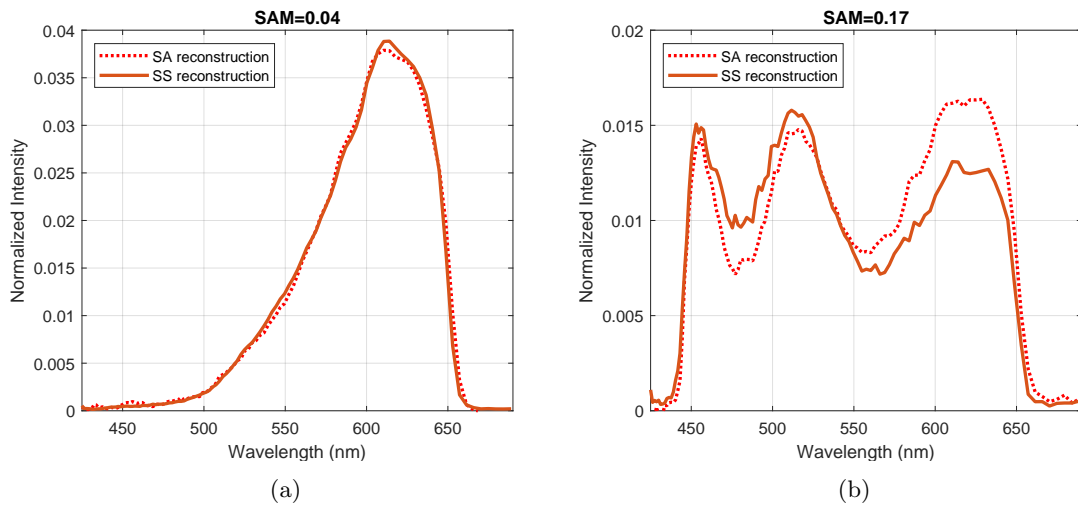 SAM=0.04
0.04
0.035
0.03
0.025
0.02
0.015
0.01
0.005
0
Normalized Intensity
SA reconstruction
SS reconstruction
450 500 550 600 650
Wavelength (nm)
(a)
SAM=0.17
0.02
0.015
0.01
0.005
0
Normalized Intensity
SA reconstruction
SS reconstruction
450 500 550 600 650
Wavelength (nm)
(b)